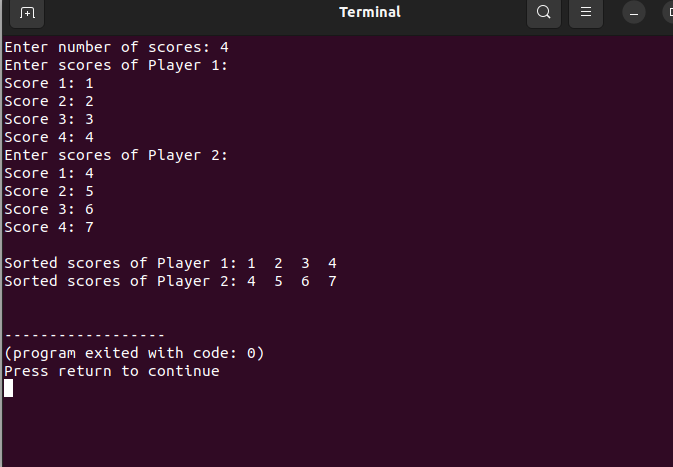 Terminal
Enter number of scores: 4
Enter scores of Player 1:
Score 1: 1
Score 2: 2
Score 3: 3
Score 4: 4
Enter scores of Player 2:
Score 1: 4
Score 2: 5
Score 3: 6
Score 4: 7
Sorted scores of Player 1: 1  2  3  4
Sorted scores of Player 2: 4  5  6  7
------------------
(program exited with code: 0)
Press return to continue